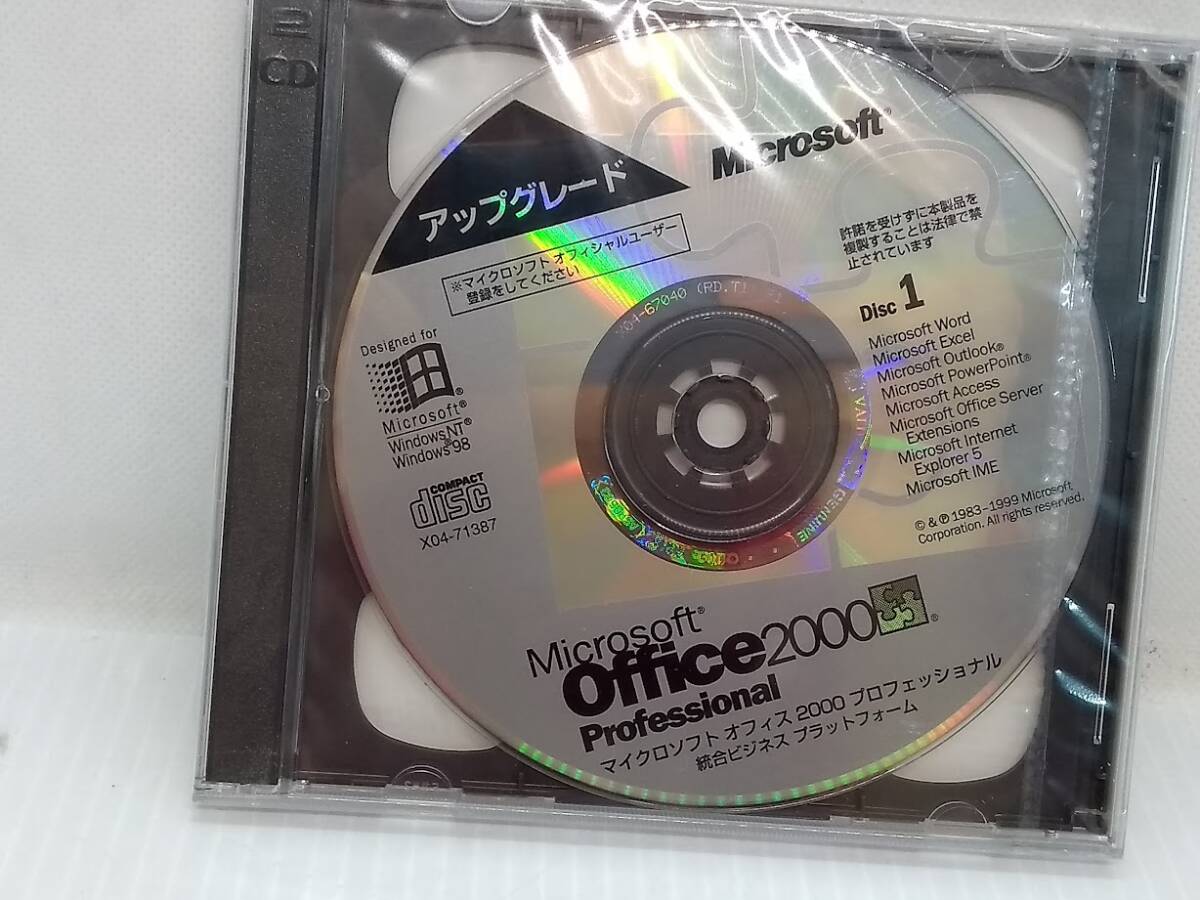 2
CD
アップグレード
Microsoft®
※マイクロソフト オフィシャルユーザー
登録をしてください
許諾を受けずに本製品を
複製することは法律で禁
止されています
Disc 1
Microsoft Word
Microsoft Excel
Microsoft Outlook®
Microsoft PowerPoint®
Microsoft Access
Microsoft Office Server
Extensions
Microsoft Internet
Explorer 5
Microsoft IME
Designed for
Microsoft®
Windows NT®
Windows®98
COMPACT
disc
X04-71387
© & ℗ 1983-1999 Microsoft
Corporation. All rights reserved.
X04-67040 (RD.T)
GENUINE
Microsoft®
Office 2000®
Professional
マイクロソフト オフィス 2000 プロフェッショナル
統合ビジネス プラットフォーム